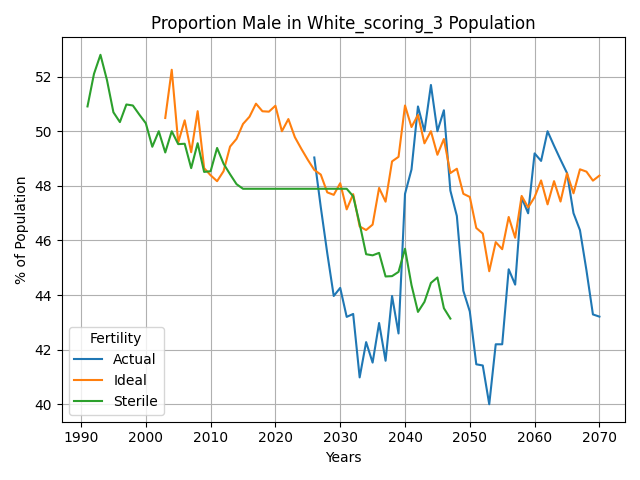 Proportion Male in White_scoring_3 Population
% of Population
52
50
48
46
44
42
40
Fertility
Actual
Ideal
Sterile
1990 2000 2010 2020 2030 2040 2050 2060 2070
Years